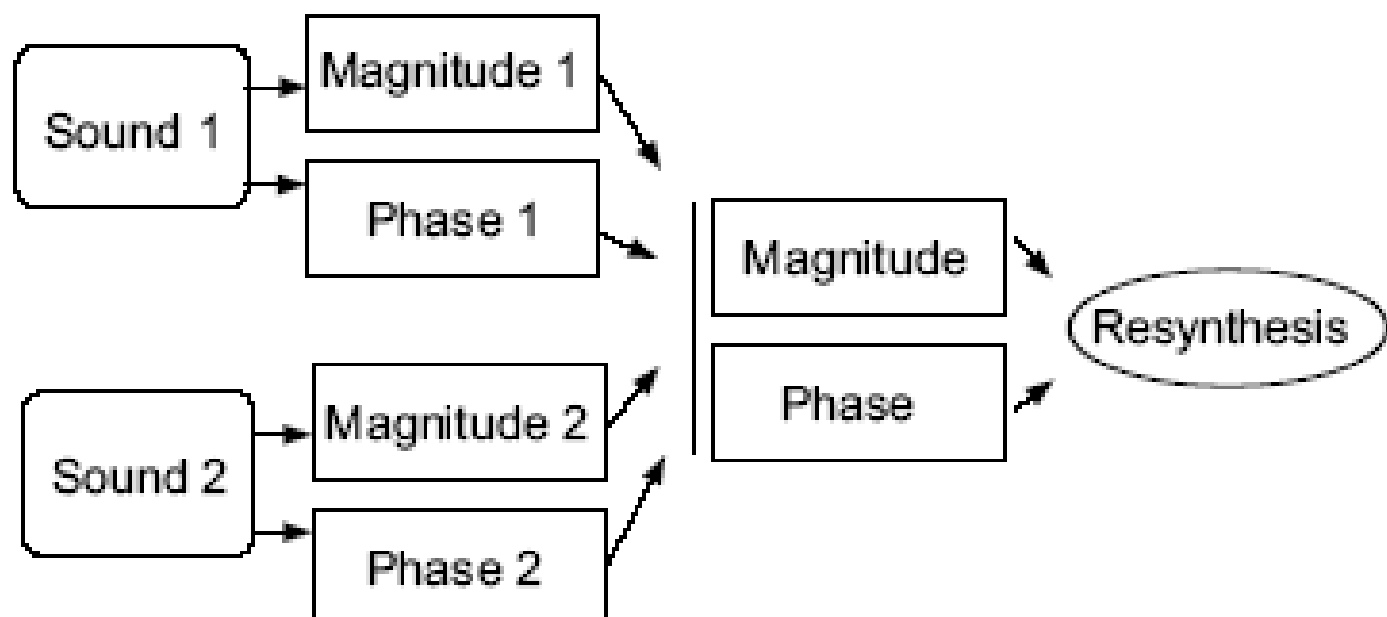 Sound 1
Magnitude 1
Phase 1
Sound 2
Magnitude 2
Phase 2
Magnitude
Phase
Resynthesis